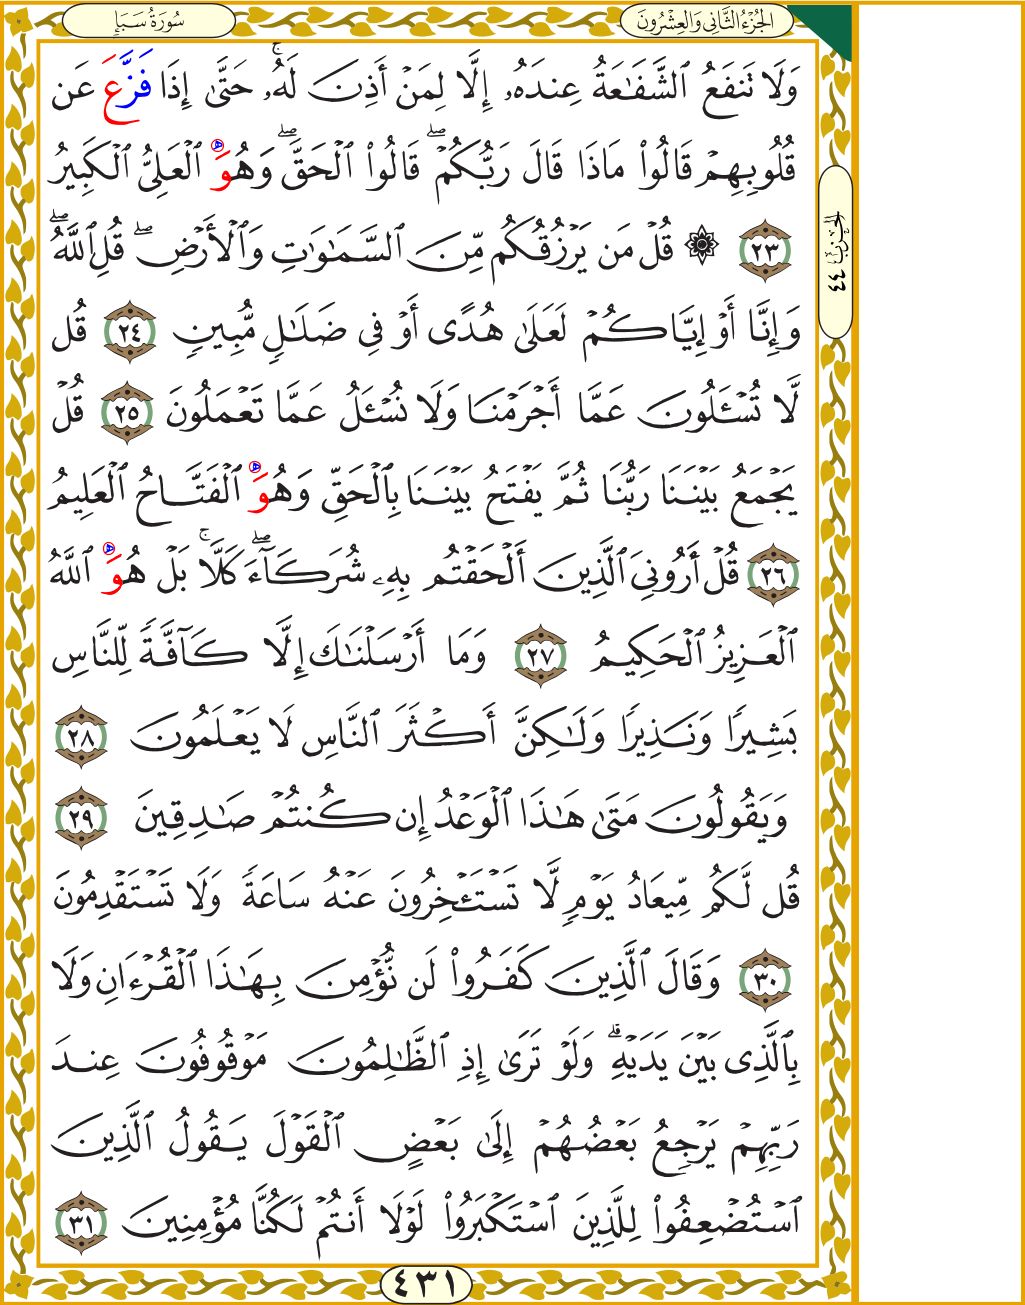 الجُزْءُ الثَّانِي وَالْعِشْرُونَ
سُورَةُ سَبَإٍ
وَلَا تَنفَعُ ٱلشَّفَٰعَةُ عِندَهُۥٓ إِلَّا لِمَنْ أَذِنَ لَهُۥۚ حَتَّىٰٓ إِذَا فَزَّعَ عَن
قُلُوبِهِمْ قَالُوا۟ مَاذَا قَالَ رَبُّكُمْۖ قَالُوا۟ ٱلْحَقَّۖ وَهُوَ ٱلْعَلِىُّ ٱلْكَبِيرُ
٢٣ ۞ قُلْ مَن يَرْزُقُكُم مِّنَ ٱلسَّمَٰوَٰتِ وَٱلْأَرْضِۖ قُلِ ٱللَّهُۖ
وَإِنَّآ أَوْ إِيَّاكُمْ لَعَلَىٰ هُدًى أَوْ فِى ضَلَٰلٍ مُّبِينٍ ٢٤ قُل
لَّا تُسْـَٔلُونَ عَمَّآ أَجْرَمْنَا وَلَا نُسْـَٔلُ عَمَّا تَعْمَلُونَ ٢٥ قُلْ
يَجْمَعُ بَيْنَنَا رَبُّنَا ثُمَّ يَفْتَحُ بَيْنَنَا بِٱلْحَقِّ وَهُوَ ٱلْفَتَّاحُ ٱلْعَلِيمُ
٢٦ قُلْ أَرُونِىَ ٱلَّذِينَ أَلْحَقْتُم بِهِۦ شُرَكَآءَۖ كَلَّاۚ بَلْ هُوَ ٱللَّهُ
ٱلْعَزِيزُ ٱلْحَكِيمُ ٢٧ وَمَآ أَرْسَلْنَٰكَ إِلَّا كَآفَّةً لِّلنَّاسِ
بَشِيرًا وَنَذِيرًا وَلَٰكِنَّ أَكْثَرَ ٱلنَّاسِ لَا يَعْلَمُونَ ٢٨
وَيَقُولُونَ مَتَىٰ هَٰذَا ٱلْوَعْدُ إِن كُنتُمْ صَٰدِقِينَ ٢٩
قُل لَّكُم مِّيعَادُ يَوْمٍ لَّا تَسْتَـْٔخِرُونَ عَنْهُ سَاعَةً وَلَا تَسْتَقْدِمُونَ
٣٠ وَقَالَ ٱلَّذِينَ كَفَرُوا۟ لَن نُّؤْمِنَ بِهَٰذَا ٱلْقُرْءَانِ وَلَا
بِٱلَّذِى بَيْنَ يَدَيْهِۗ وَلَوْ تَرَىٰٓ إِذِ ٱلظَّٰلِمُونَ مَوْقُوفُونَ عِندَ
رَبِّهِمْ يَرْجِعُ بَعْضُهُمْ إِلَىٰ بَعْضٍ ٱلْقَوْلَ يَقُولُ ٱلَّذِينَ
ٱسْتُضْعِفُوا۟ لِلَّذِينَ ٱسْتَكْبَرُوا۟ لَوْلَآ أَنتُمْ لَكُنَّا مُؤْمِنِينَ ٣١
الحِزْبُ ٤٤
٤٣١